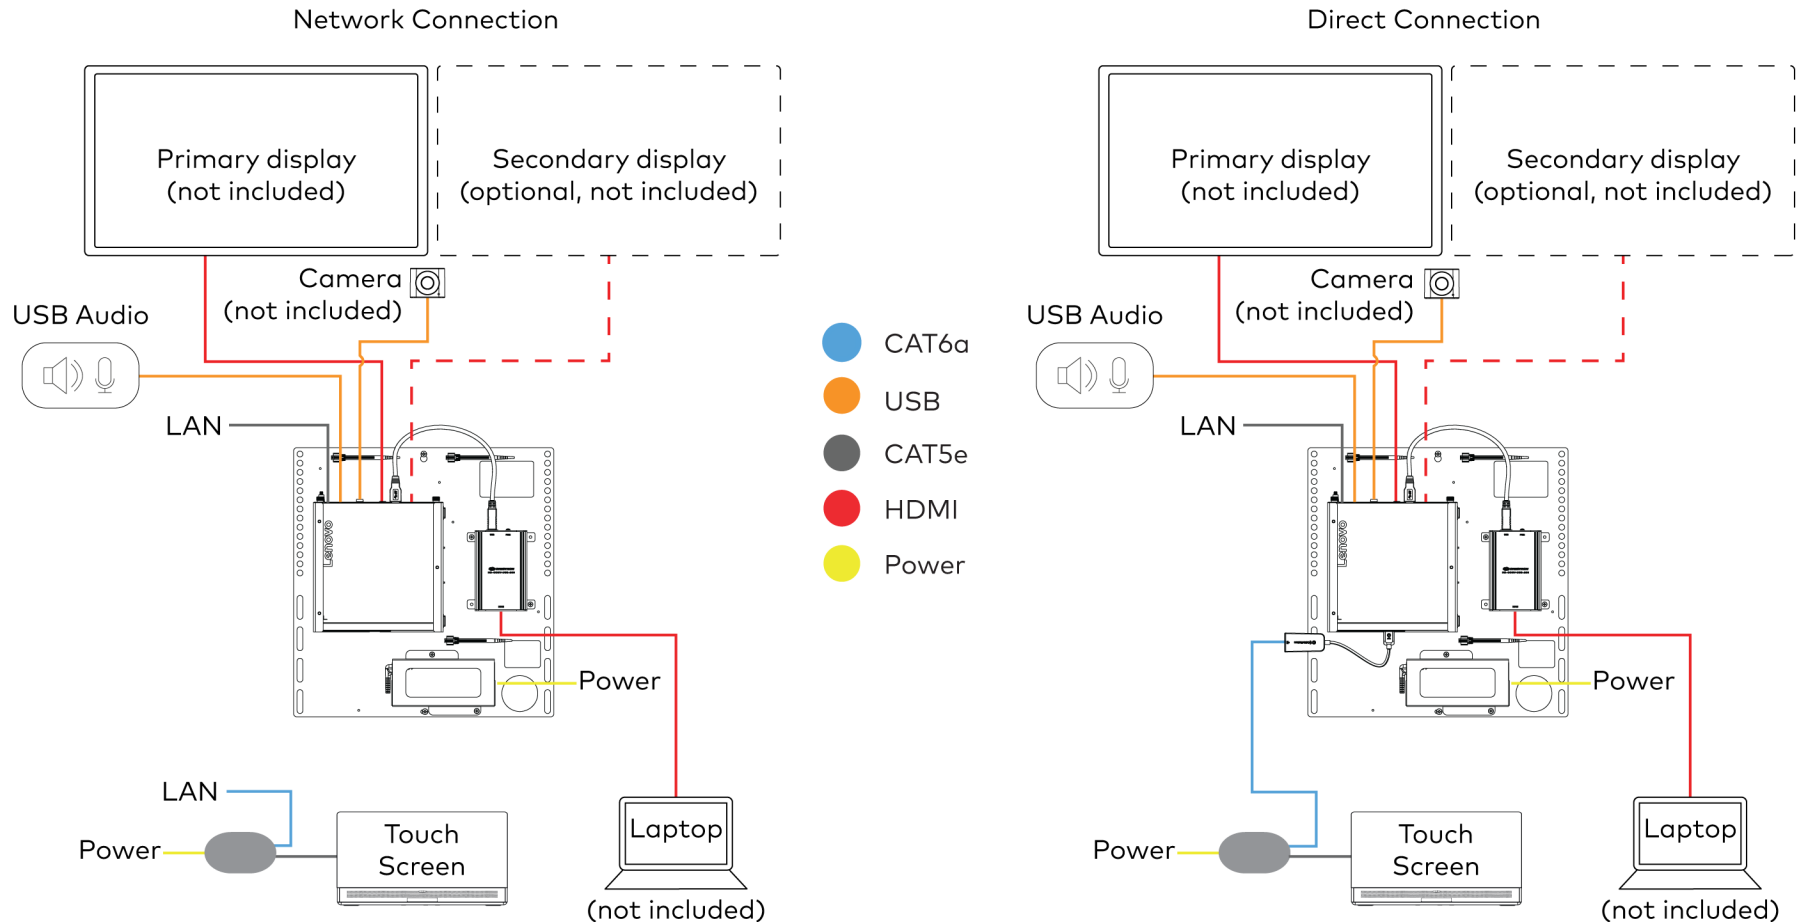 Network Connection
Primary display
(not included)
Secondary display
(optional, not included)
Camera
(not included)
USB Audio
LAN
Lenovo
Power
LAN
Power
Touch
Screen
Laptop
(not included)
CAT6a
USB
CAT5e
HDMI
Power
Direct Connection
Primary display
(not included)
Secondary display
(optional, not included)
Camera
(not included)
USB Audio
LAN
Lenovo
Power
Power
Touch
Screen
Laptop
(not included)